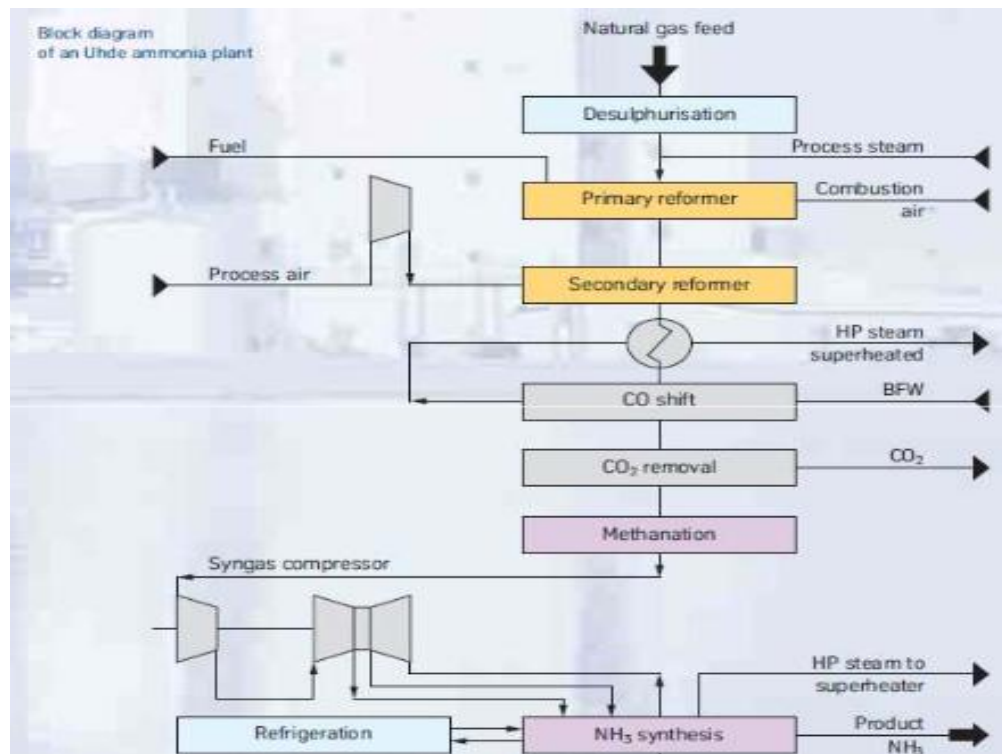 Block diagram
of an Uhde ammonia plant
Natural gas feed
Desulphurisation
Fuel
Process steam
Primary reformer
Combustion
air
Process air
Secondary reformer
HP steam
superheated
CO shift
BFW
CO₂ removal
CO₂
Methanation
Syngas compressor
HP steam to
superheater
Refrigeration
NH₃ synthesis
Product
NH₃